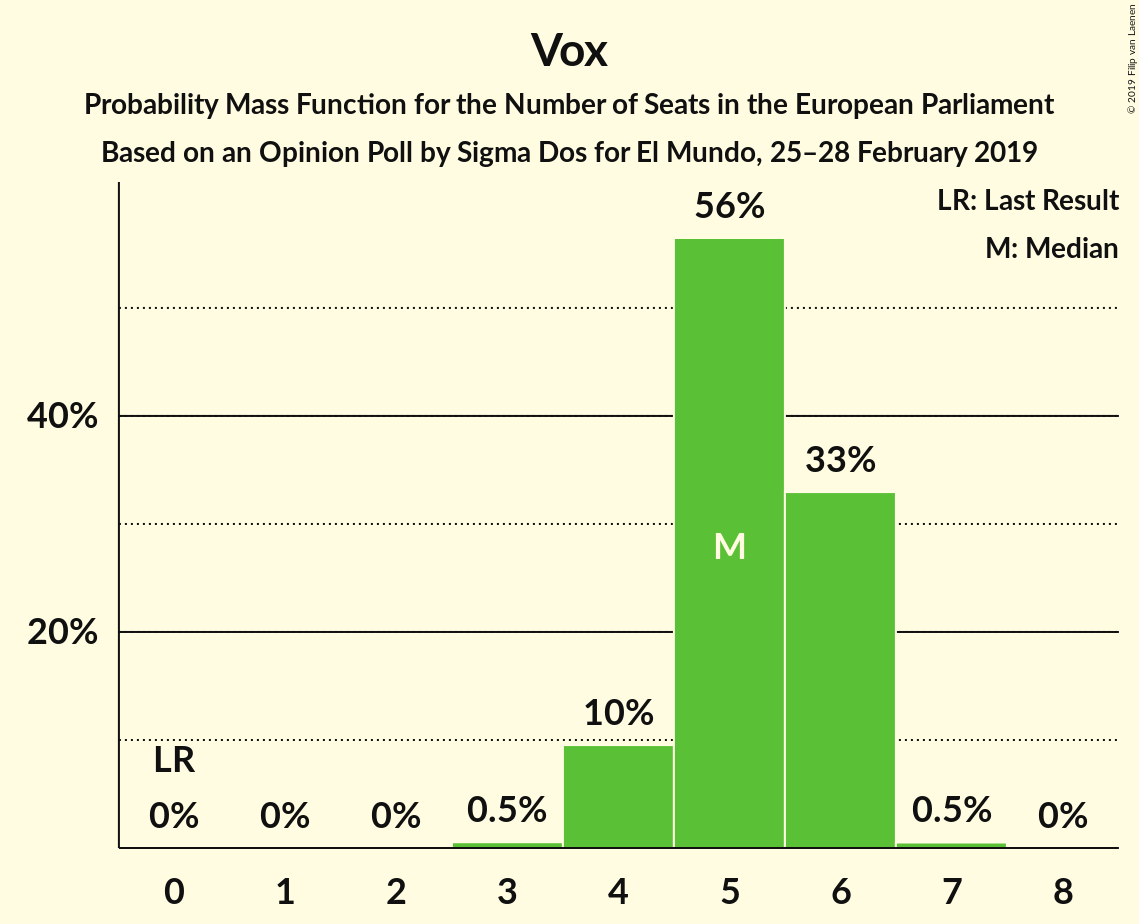 Vox
Probability Mass Function for the Number of Seats in the European Parliament
Based on an Opinion Poll by Sigma Dos for El Mundo, 25–28 February 2019
© 2019 Filip van Laenen
LR: Last Result
M: Median
56%
40%
33%
M
20%
10%
LR
0% 0% 0% 0.5% 0.5% 0%
0 1 2 3 4 5 6 7 8